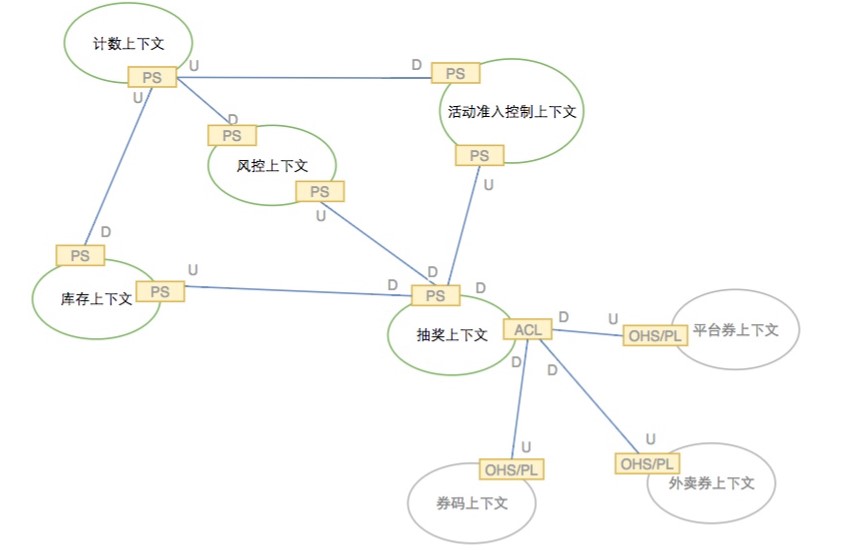 计数上下文
PS
U
U
D
PS
活动准入控制上下文
PS
U
D
PS
风控上下文
PS
U
D
PS
库存上下文
PS
U
D
D
D
PS
抽奖上下文
ACL
D
D
D
U
OHS/PL
平台券上下文
U
OHS/PL
券码上下文
U
OHS/PL
外卖券上下文